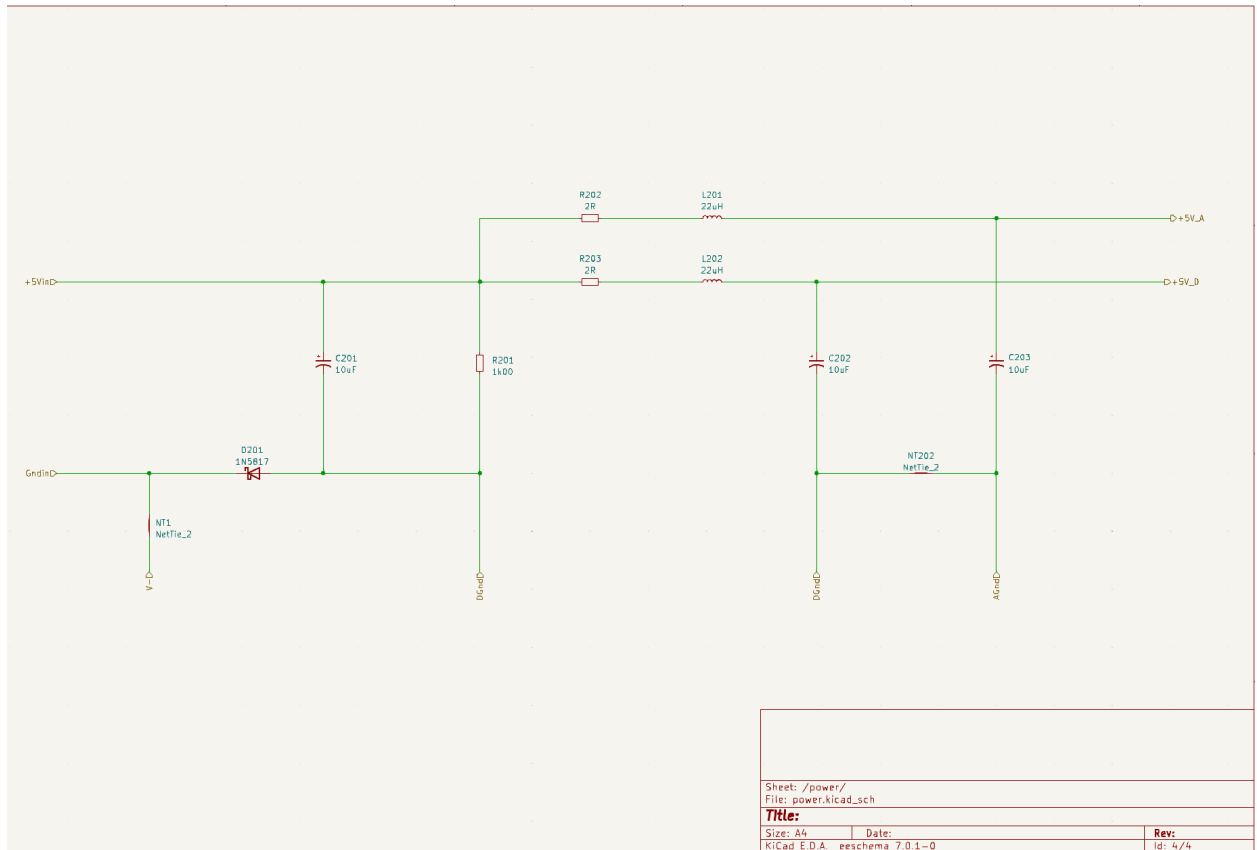 R202
2R
L201
22uH
+5V_A
R203
2R
L202
22uH
+5Vin
+5V_D
C201
10uF
R201
1k00
C202
10uF
C203
10uF
D201
1N5817
GndIn
NT202
NetTie_2
NT1
NetTie_2
V-
DGnd
DGnd
AGnd
Sheet: /power/
File: power.kicad_sch
Title:
Size: A4
Date:
Rev:
KiCad E.D.A. eeschema 7.0.1-0
Id: 4/4